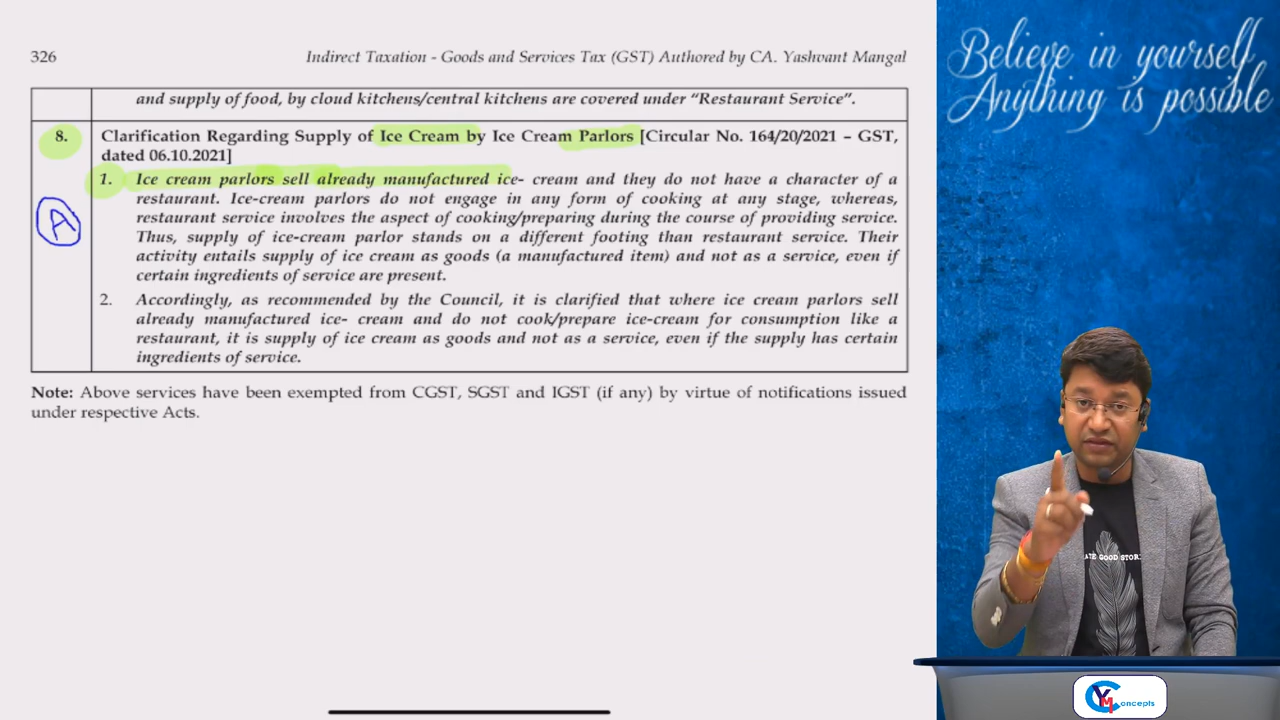 326
Indirect Taxation - Goods and Services Tax (GST) Authored by CA. Yashvant Mangal
and supply of food, by cloud kitchens/central kitchens are covered under “Restaurant Service”.
8.
Clarification Regarding Supply of Ice Cream by Ice Cream Parlors [Circular No. 164/20/2021 – GST,
dated 06.10.2021]
1. Ice cream parlors sell already manufactured ice- cream and they do not have a character of a
restaurant. Ice-cream parlors do not engage in any form of cooking at any stage, whereas,
restaurant service involves the aspect of cooking/preparing during the course of providing service.
Thus, supply of ice-cream parlor stands on a different footing than restaurant service. Their
activity entails supply of ice cream as goods (a manufactured item) and not as a service, even if
certain ingredients of service are present.
A
2. Accordingly, as recommended by the Council, it is clarified that where ice cream parlors sell
already manufactured ice- cream and do not cook/prepare ice-cream for consumption like a
restaurant, it is supply of ice cream as goods and not as a service, even if the supply has certain
ingredients of service.
Note: Above services have been exempted from CGST, SGST and IGST (if any) by virtue of notifications issued
under respective Acts.
Believe in yourself
Anything is possible
GOOD STOR
YM
Concepts